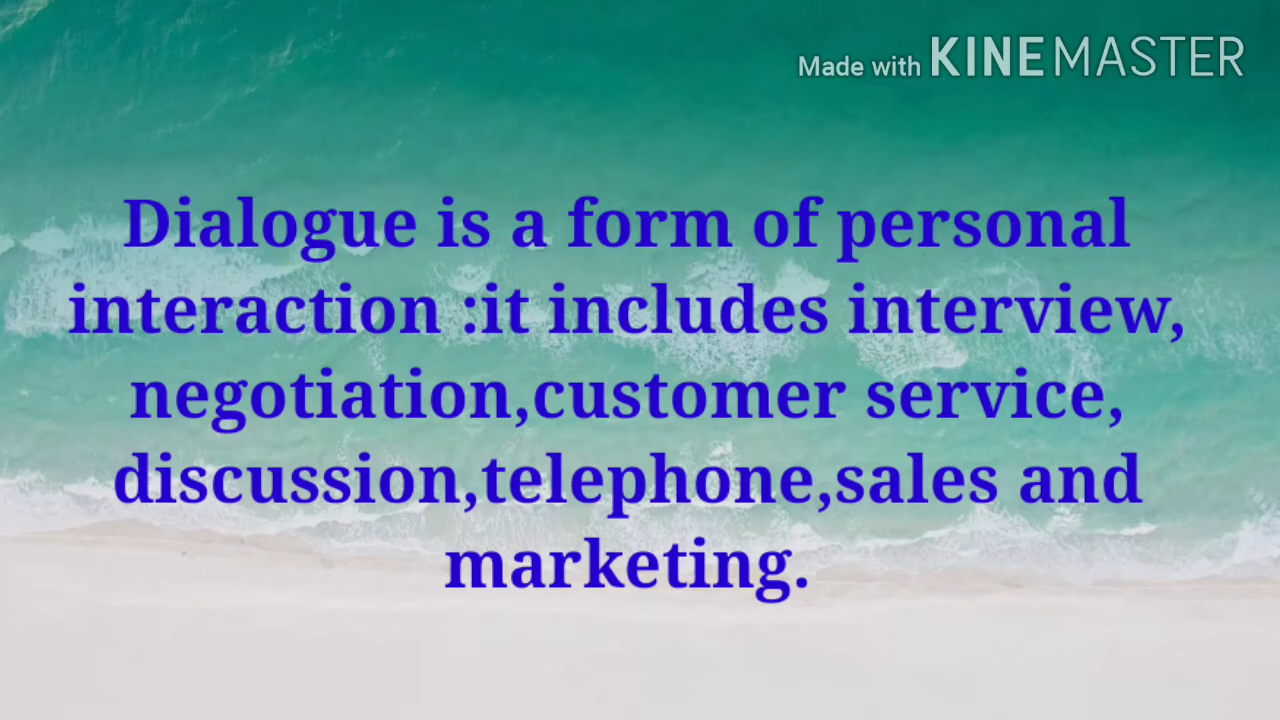 Made with KINEMASTER
Dialogue is a form of personal
interaction :it includes interview,
negotiation,customer service,
discussion,telephone,sales and
marketing.